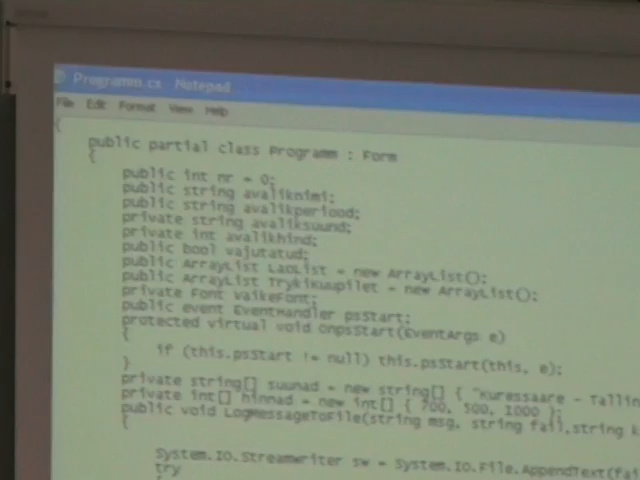 Programm.cs - Notepad
File Edit Format View Help
{
public partial class Programm : Form
{
public int nr = 0;
public string avaliknimi;
public string avalikperiood;
private string avaliksuund;
private int avalikhind;
public bool vajutatud;
public ArrayList LaoList = new ArrayList();
public ArrayList TrykiKuupilet = new ArrayList();
private Font vaikeFont;
public event EventHandler psStart;
protected virtual void OnpsStart(EventArgs e)
{
if (this.psStart != null) this.psStart(this, e);
}
private string[] suunad = new string[] { "Kuressaare - Tallin
private int[] hinnad = new int[] { 700, 500, 1000 };
public void LogMessageToFile(string msg, string fail,string k
{
System.IO.StreamWriter sw = System.IO.File.AppendText(fai
try